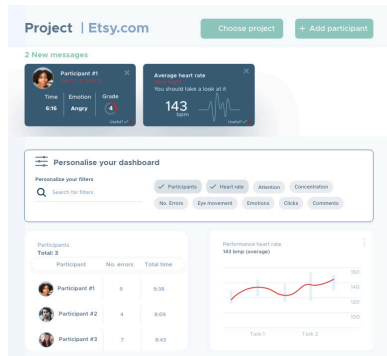 Project | Etsy.com
Choose project
+ Add participant
2 New messages
Participant #1
Time Emotion Grade
6:16 Angry 4
Useful?
Average heart rate
You should take a look at it
143
bpm
Useful?
Personalise your dashboard
Personalise your filters
Search for filters
Participants Heart rate Attention Concentration
No. Errors Eye movement Emotions Clicks Comments
Participants
Total: 3
Participant No. errors Total time
Participant #1 5:38
Participant #2 4 8:09
Participant #3 7 8:43
Performance heart rate
143 bmp (average)
160
140
120
100
Task 1 Task 2